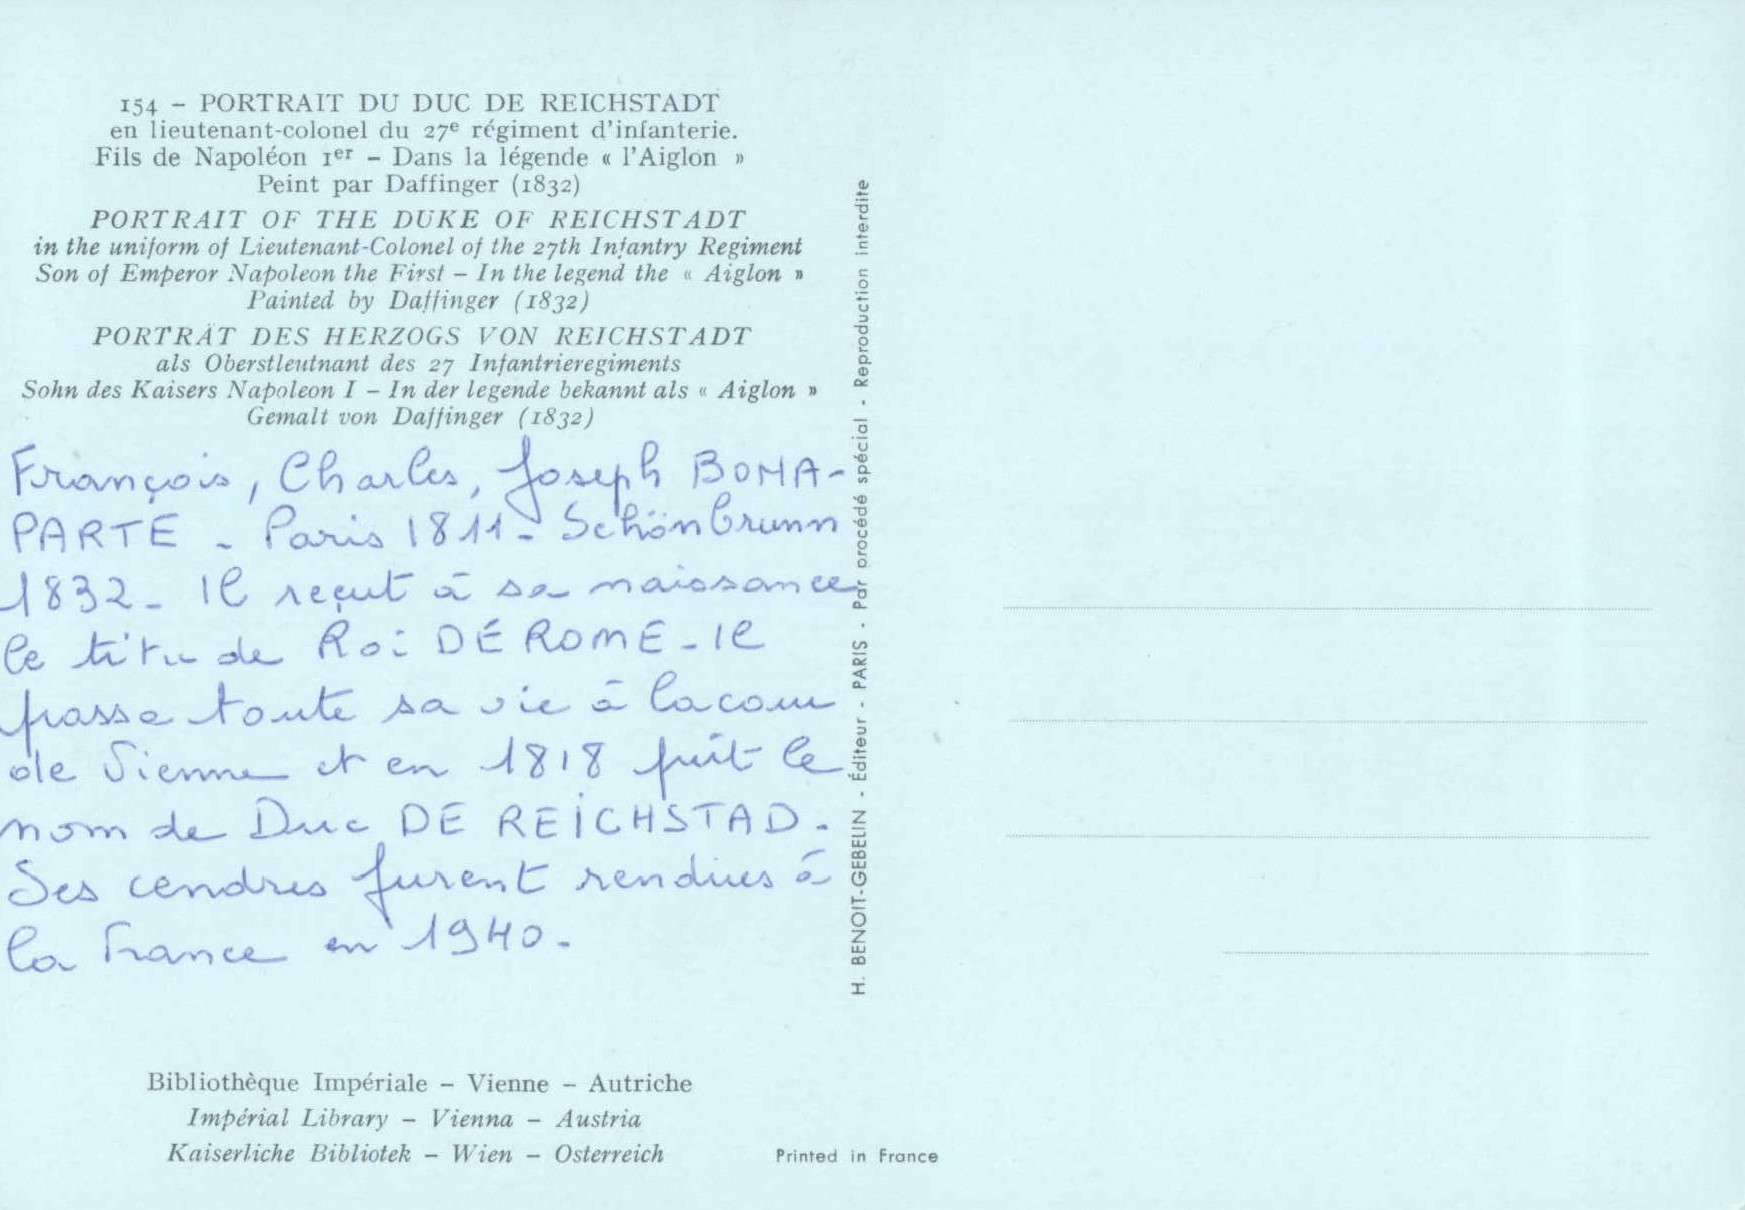 154 – PORTRAIT DU DUC DE REICHSTADT
en lieutenant-colonel du 27e régiment d'infanterie.
Fils de Napoléon 1er – Dans la légende « l'Aiglon »
Peint par Daffinger (1832)
PORTRAIT OF THE DUKE OF REICHSTADT
in the uniform of Lieutenant-Colonel of the 27th Infantry Regiment
Son of Emperor Napoleon the First – In the legend the « Aiglon »
Painted by Daffinger (1832)
PORTRÄT DES HERZOGS VON REICHSTADT
als Oberstleutnant des 27 Infantrieregiments
Sohn des Kaisers Napoleon I – In der legende bekannt als « Aiglon »
Gemalt von Daffinger (1832)
François, Charles, Joseph BONA-
PARTE - Paris 1811 - Schönbrunn
1832 - Il reçut à sa naissance
le titre de Roi DE ROME - Il
passa toute sa vie à la cour
de Vienne et en 1818 prit le
nom de Duc DE REICHSTAD.
Ses cendres furent rendues à
la France en 1940.
Bibliothèque Impériale – Vienne – Autriche
Impérial Library – Vienna – Austria
Kaiserliche Bibliotek – Wien – Osterreich
H. BENOIT-GEBELIN - Éditeur - PARIS - Par procédé spécial - Reproduction interdite
Printed in France